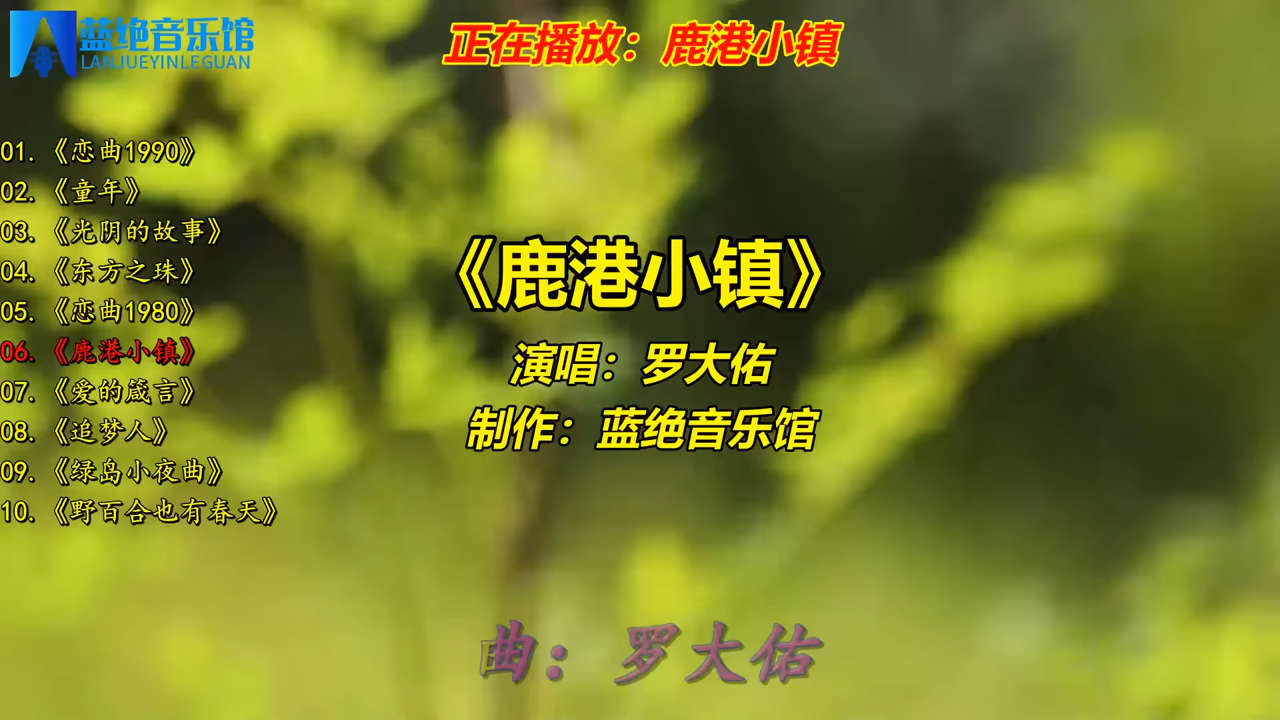 蓝绝音乐馆
LANJUEYINLEGUAN
正在播放：鹿港小镇
01.《恋曲1990》
02.《童年》
03.《光阴的故事》
04.《东方之珠》
05.《恋曲1980》
06.《鹿港小镇》
07.《爱的箴言》
08.《追梦人》
09.《绿岛小夜曲》
10.《野百合也有春天》
《鹿港小镇》
演唱：罗大佑
制作：蓝绝音乐馆
曲：罗大佑